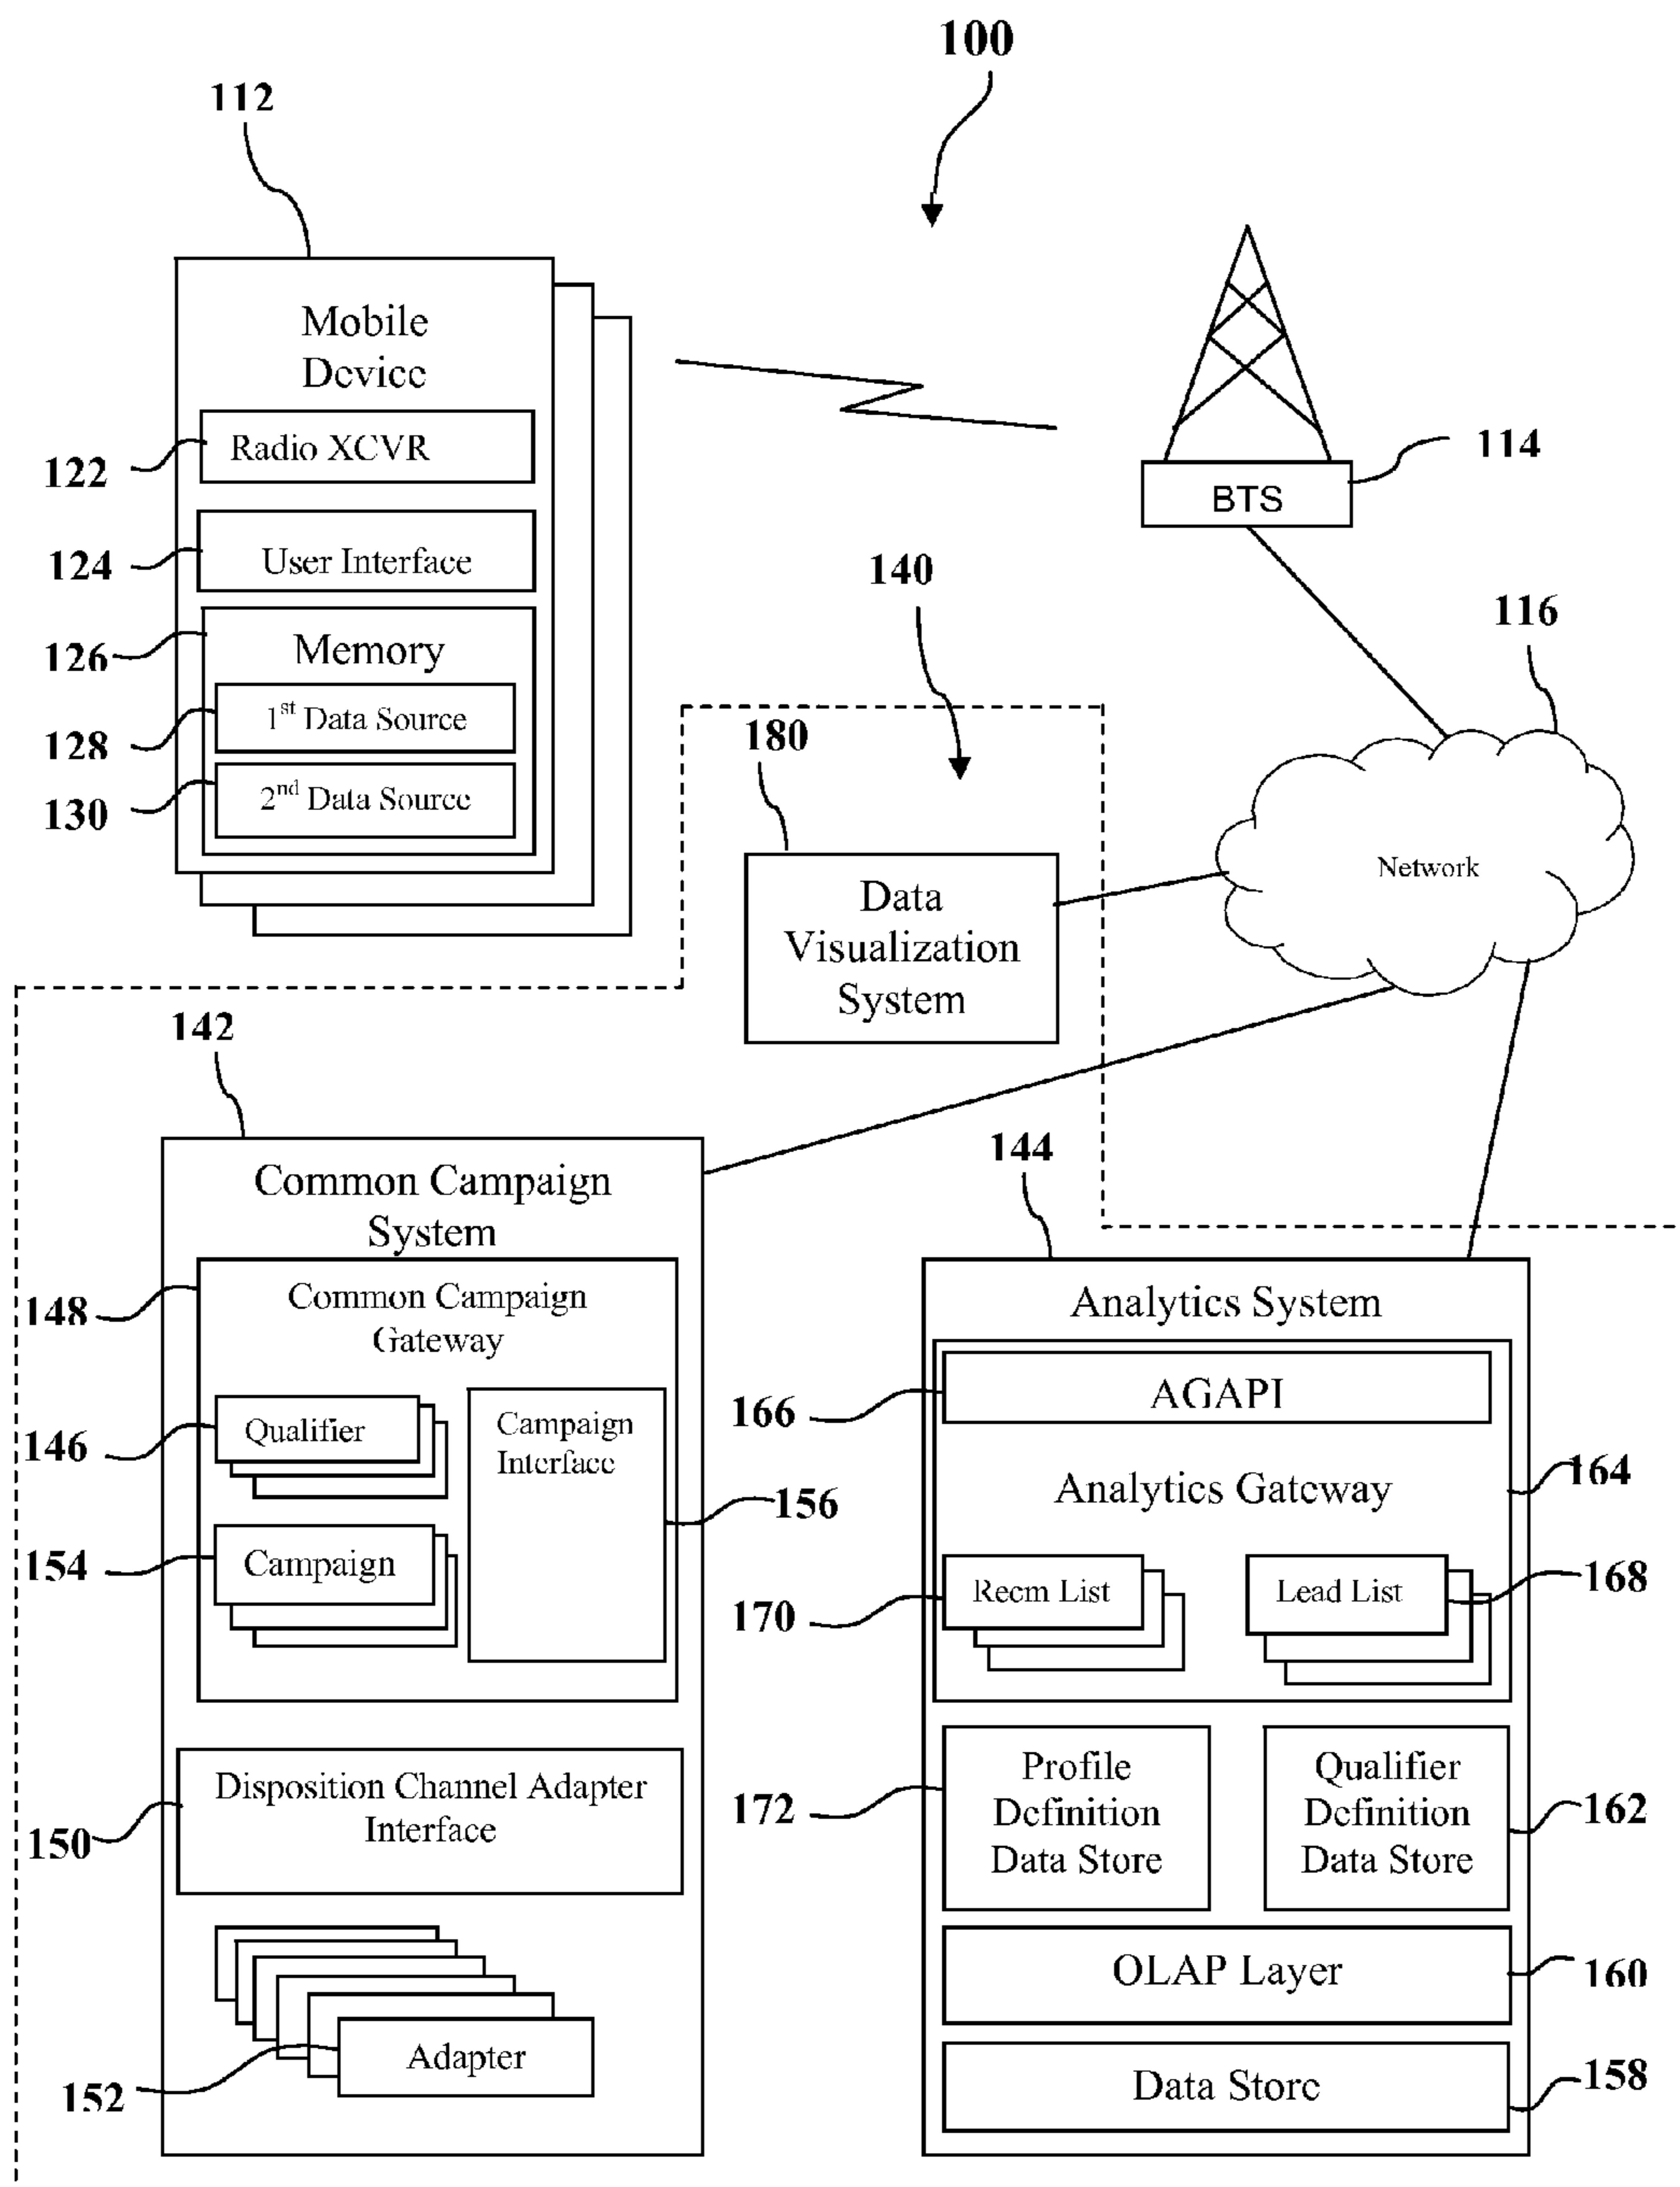 100
112
Mobile
Device
122
Radio XCVR
124
User Interface
126
Memory
128
1st Data Source
130
2nd Data Source
114
BTS
116
Network
140
180
Data
Visualization
System
142
Common Campaign
System
148
Common Campaign
Gateway
146
Qualifier
Campaign
Interface
156
154
Campaign
150
Disposition Channel Adapter
Interface
152
Adapter
144
Analytics System
166
AGAPI
Analytics Gateway
164
170
Recm List
Lead List
168
172
Profile
Definition
Data Store
Qualifier
Definition
Data Store
162
OLAP Layer
160
Data Store
158